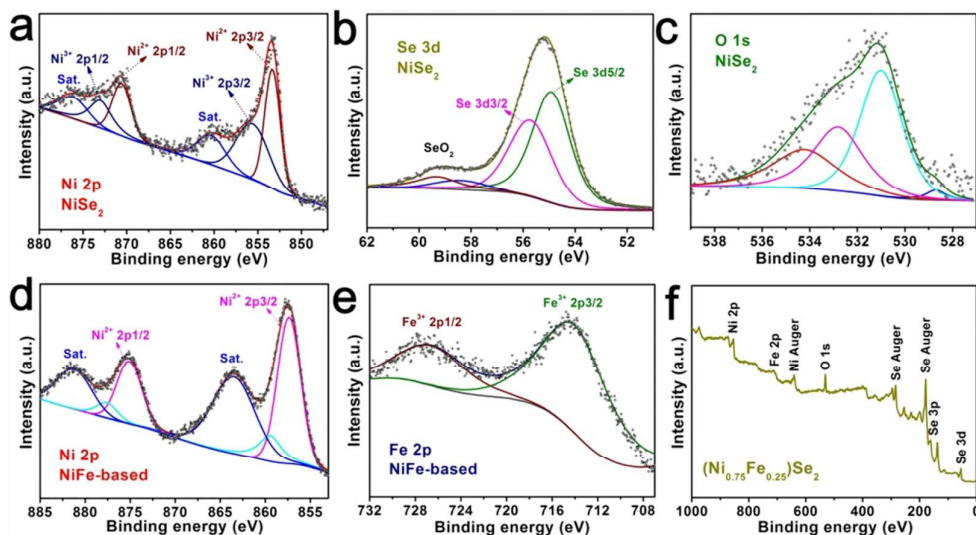 a
Intensity (a.u.)
Sat.
Ni³⁺ 2p1/2
Ni²⁺ 2p1/2
Ni²⁺ 2p3/2
Ni³⁺ 2p3/2
Sat.
Ni 2p
NiSe₂
880 875 870 865 860 855 850
Binding energy (eV)
b
Intensity (a.u.)
Se 3d
NiSe₂
Se 3d5/2
Se 3d3/2
SeO₂
62 60 58 56 54 52
Binding energy (eV)
c
Intensity (a.u.)
O 1s
NiSe₂
538 536 534 532 530 528
Binding energy (eV)
d
Intensity (a.u.)
Sat.
Ni²⁺ 2p1/2
Ni²⁺ 2p3/2
Sat.
Ni 2p
NiFe-based
885 880 875 870 865 860 855
Binding energy (eV)
e
Intensity (a.u.)
Fe³⁺ 2p1/2
Fe³⁺ 2p3/2
Fe 2p
NiFe-based
732 728 724 720 716 712 708
Binding energy (eV)
f
Intensity (a.u.)
Ni 2p
Fe 2p
Ni Auger
O 1s
Se Auger
Se Auger
Se 3p
Se 3d
(Ni₀.₇₅Fe₀.₂₅)Se₂
1000 800 600 400 200 0
Binding energy (eV)